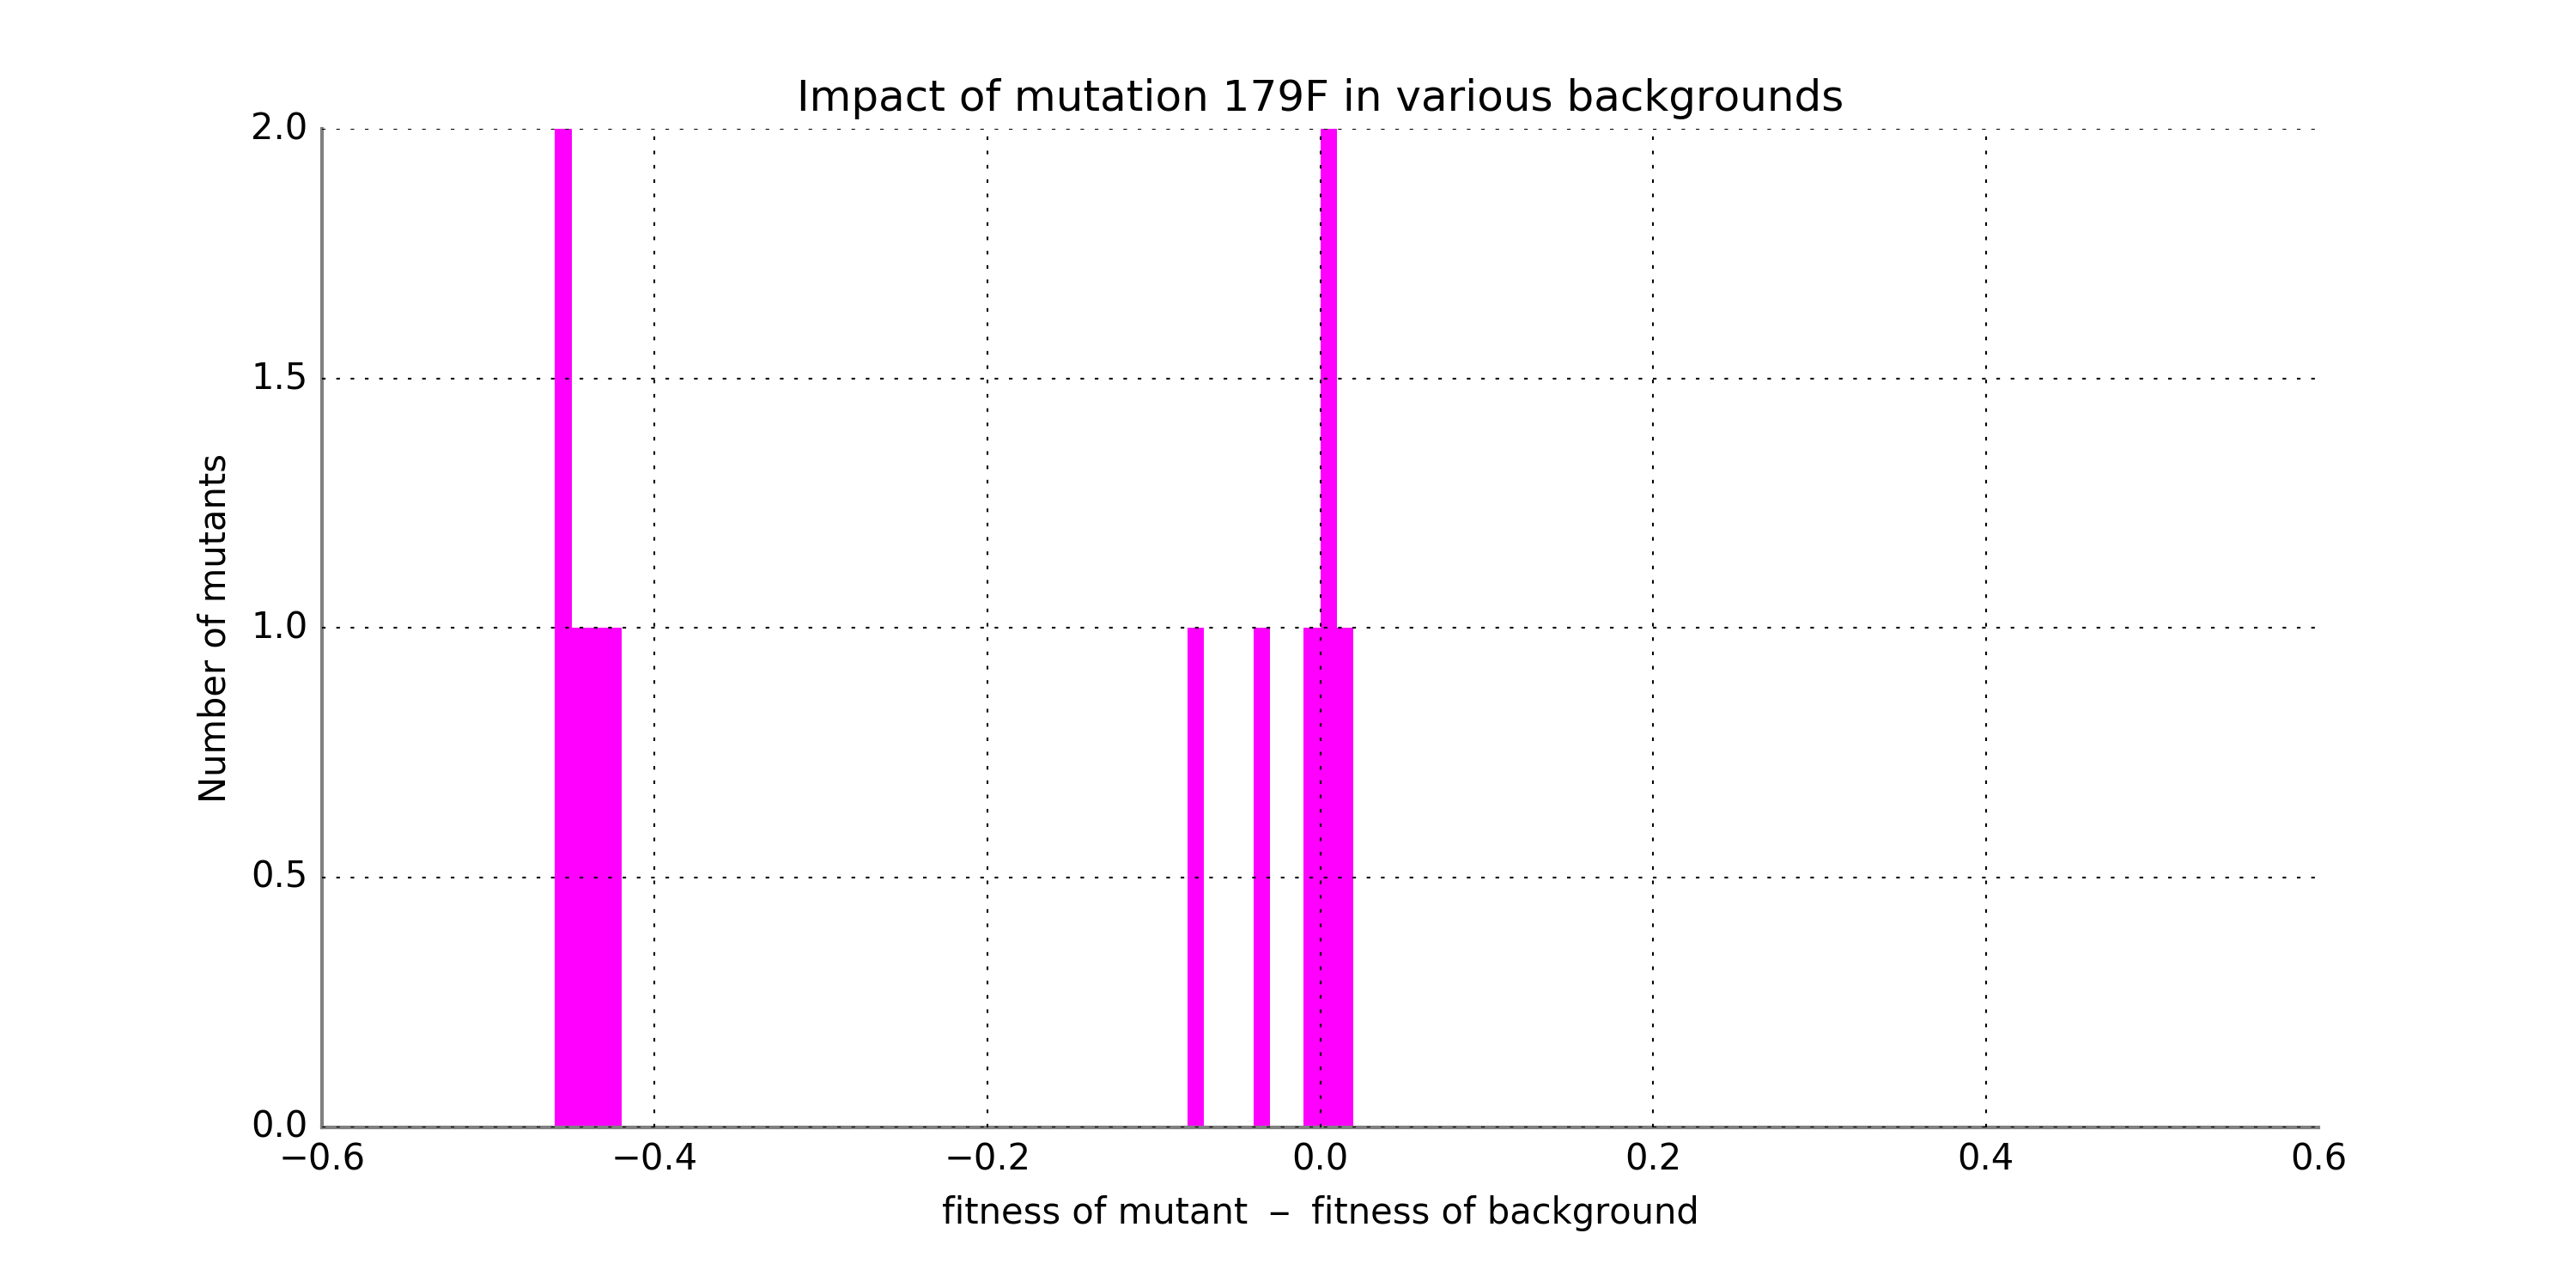 Impact of mutation 179F in various backgrounds
2.0
1.5
1.0
0.5
0.0
Number of mutants
−0.6 −0.4 −0.2 0.0 0.2 0.4 0.6
fitness of mutant − fitness of background